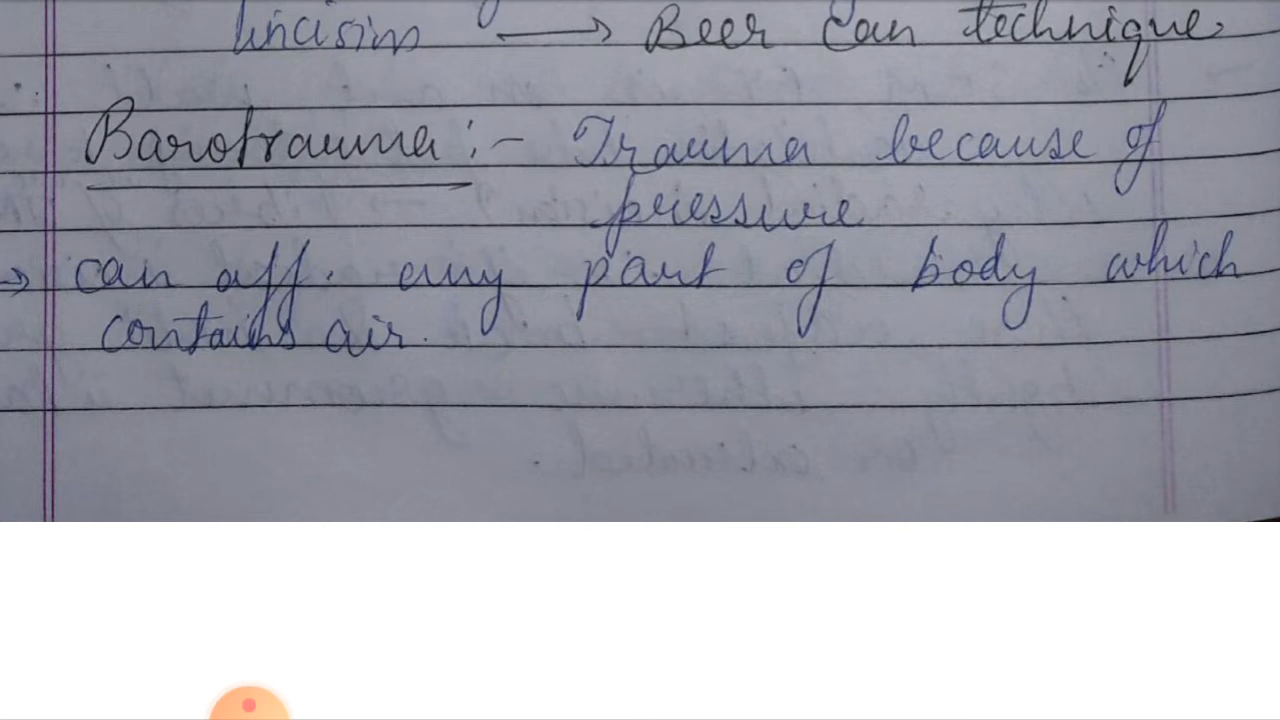 incision → Beer Can technique.
Barotrauma :- Trauma because of
pressure
→ can aff. any part of body which
contains air.